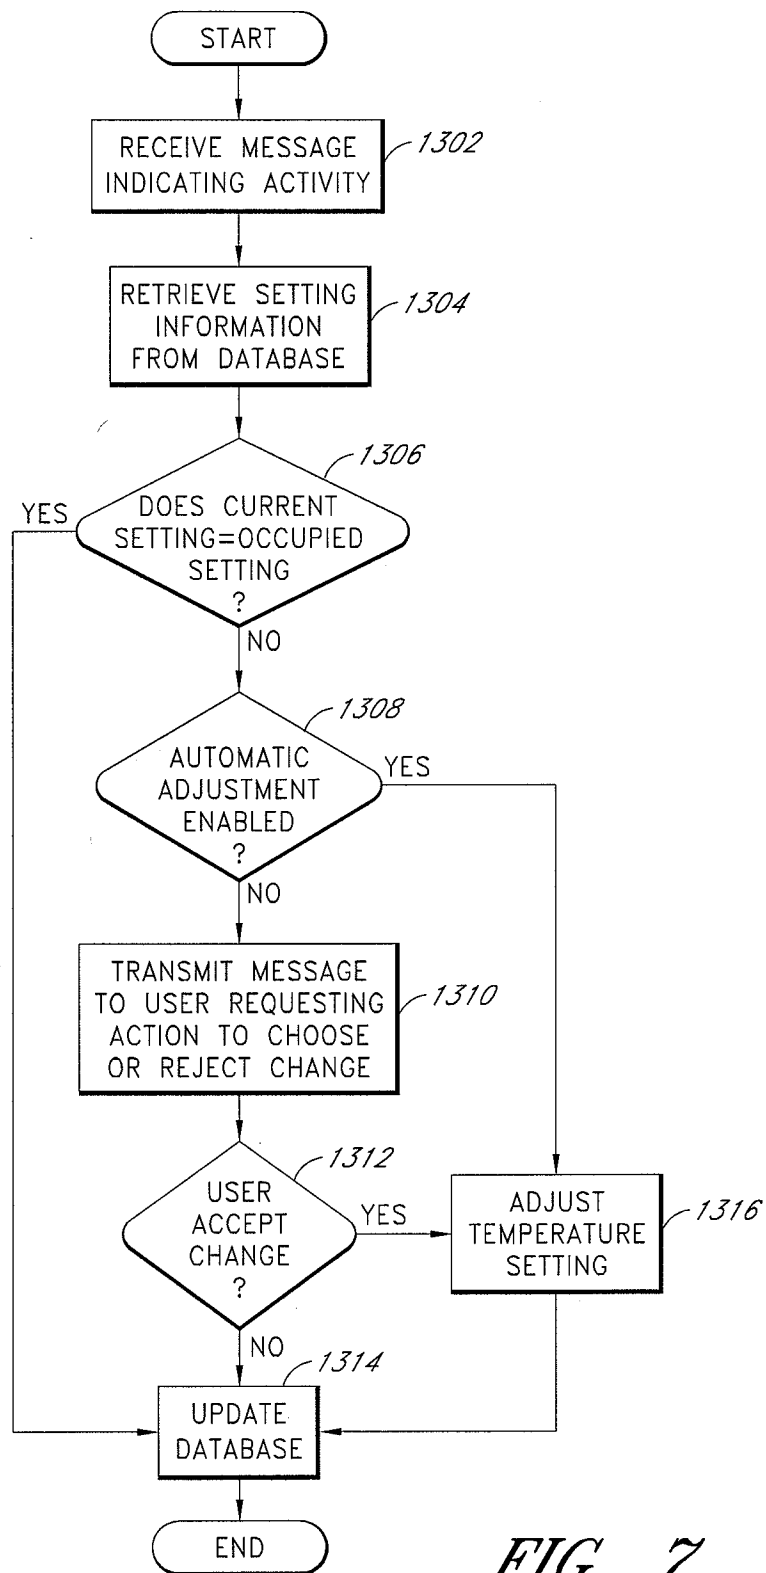 START
RECEIVE MESSAGE
INDICATING ACTIVITY
1302
RETRIEVE SETTING
INFORMATION
FROM DATABASE
1304
1306
DOES CURRENT
SETTING=OCCUPIED
SETTING
?
YES
NO
1308
AUTOMATIC
ADJUSTMENT
ENABLED
?
YES
NO
TRANSMIT MESSAGE
TO USER REQUESTING
ACTION TO CHOOSE
OR REJECT CHANGE
1310
1312
USER
ACCEPT
CHANGE
?
YES
NO
ADJUST
TEMPERATURE
SETTING
1316
1314
UPDATE
DATABASE
END
FIG. 7